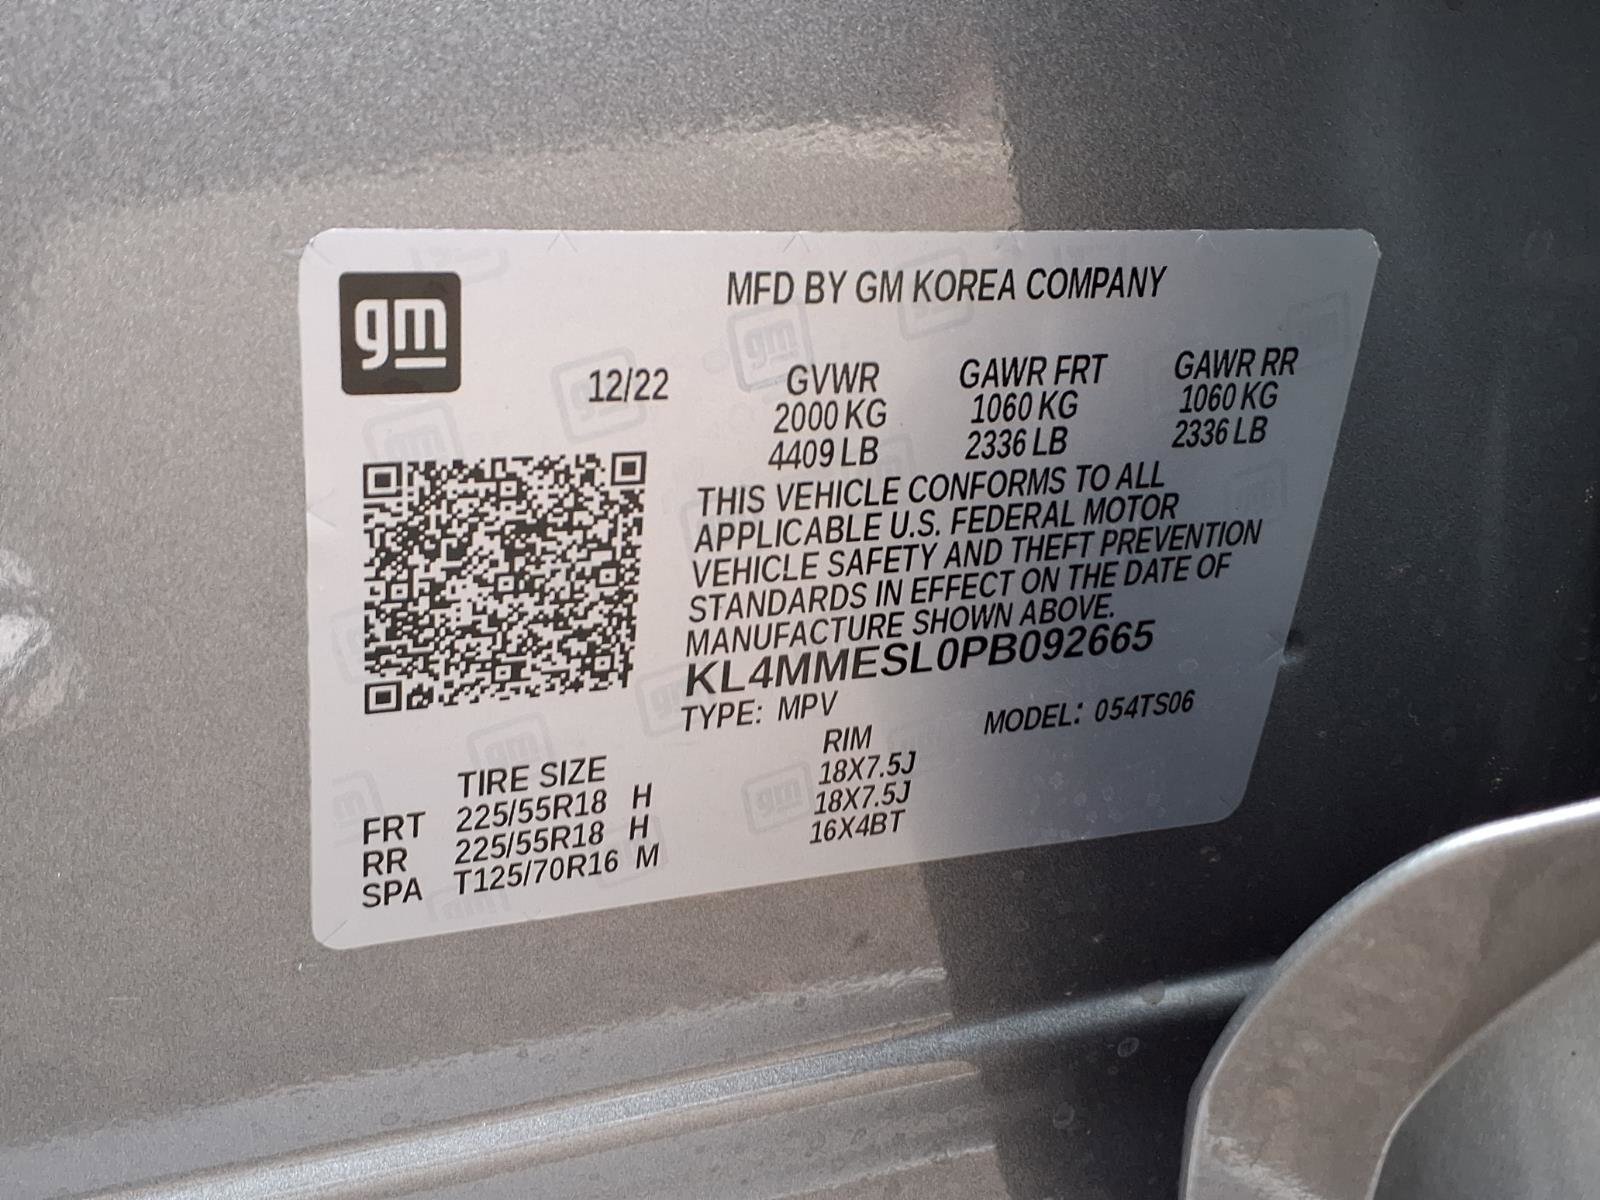 gm
MFD BY GM KOREA COMPANY
12/22 GVWR GAWR FRT GAWR RR
2000 KG 1060 KG 1060 KG
4409 LB 2336 LB 2336 LB
THIS VEHICLE CONFORMS TO ALL
APPLICABLE U.S. FEDERAL MOTOR
VEHICLE SAFETY AND THEFT PREVENTION
STANDARDS IN EFFECT ON THE DATE OF
MANUFACTURE SHOWN ABOVE.
KL4MMESL0PB092665
TYPE: MPV MODEL: 054TS06
TIRE SIZE RIM
FRT 225/55R18 H 18X7.5J
RR 225/55R18 H 18X7.5J
SPA T125/70R16 M 16X4BT